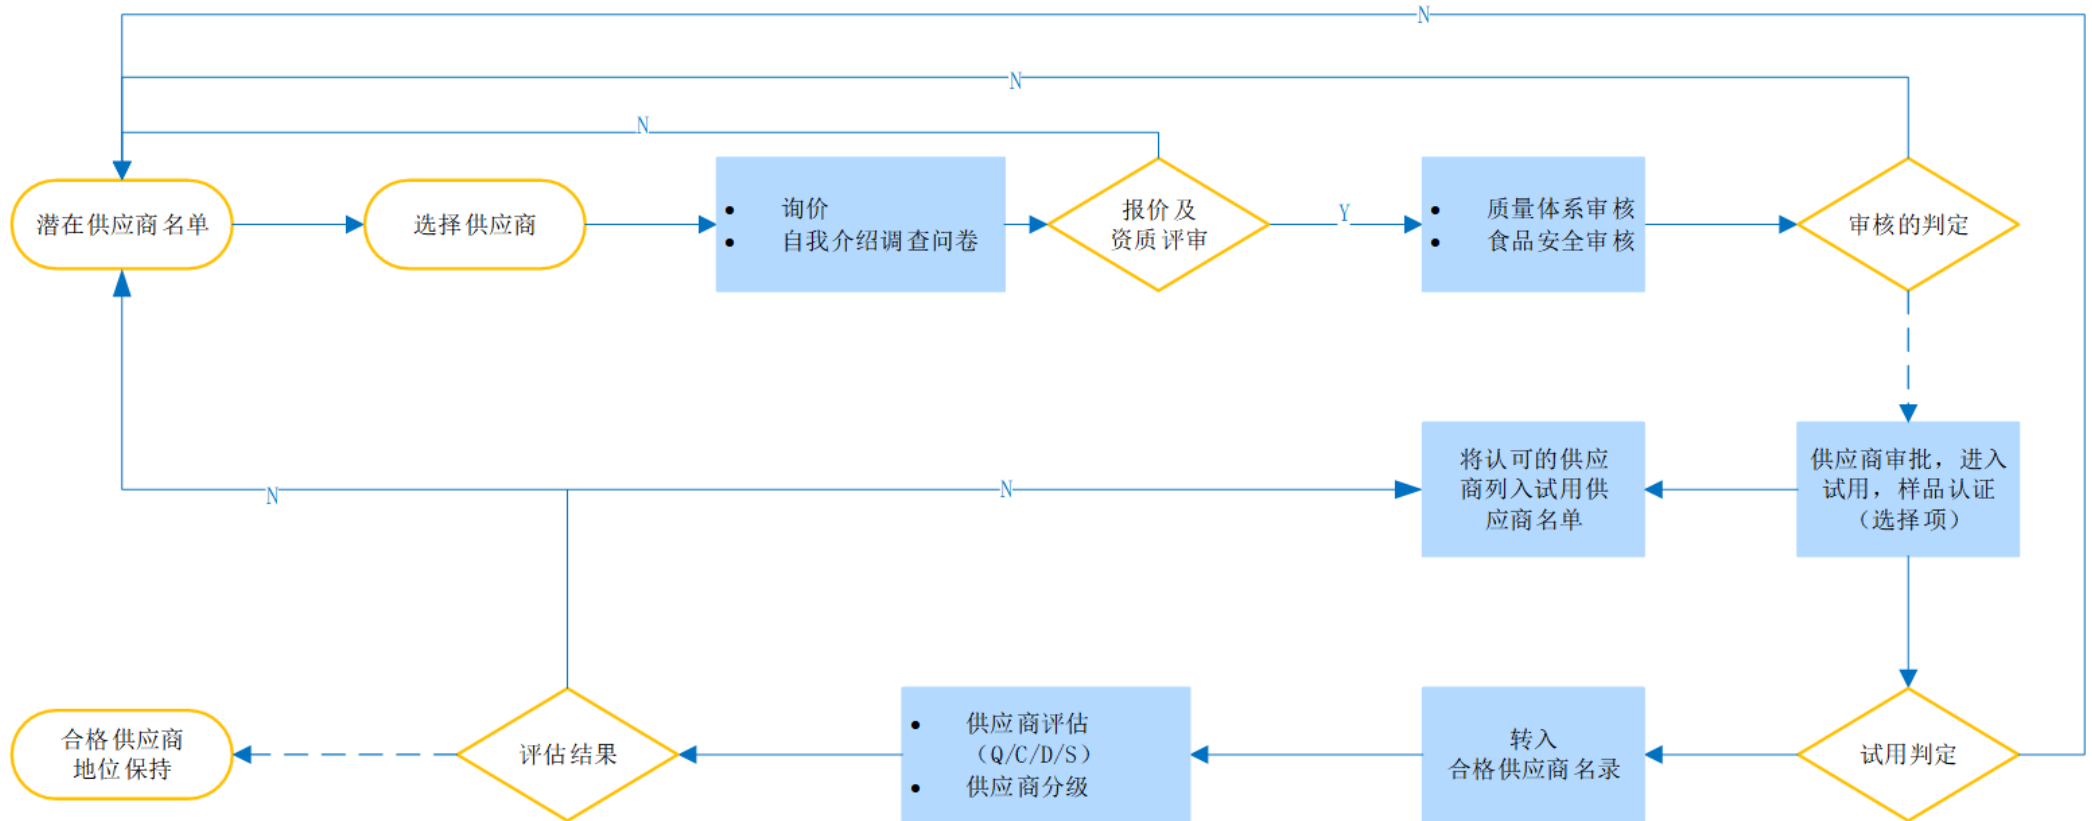 N
N
N
潜在供应商名单
选择供应商
• 询价
• 自我介绍调查问卷
报价及
资质评审
Y
• 质量体系审核
• 食品安全审核
审核的判定
将认可的供应
商列入试用供
应商名单
供应商审批，进入
试用，样品认证
（选择项）
N
N
合格供应商
地位保持
评估结果
• 供应商评估
（Q/C/D/S）
• 供应商分级
转入
合格供应商名录
试用判定